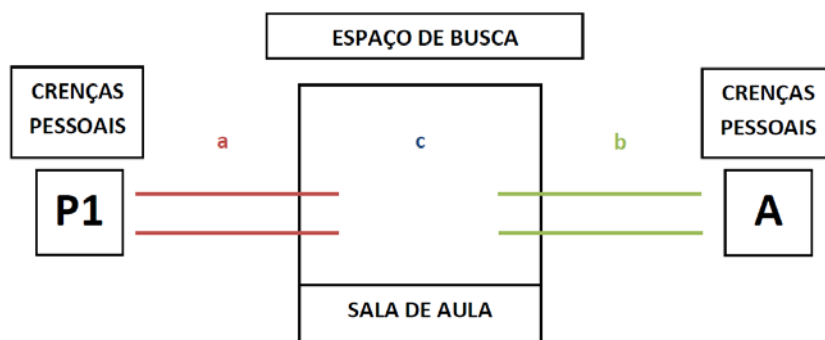 ESPAÇO DE BUSCA
CRENÇAS
PESSOAIS
CRENÇAS
PESSOAIS
a
c
b
P1
A
SALA DE AULA